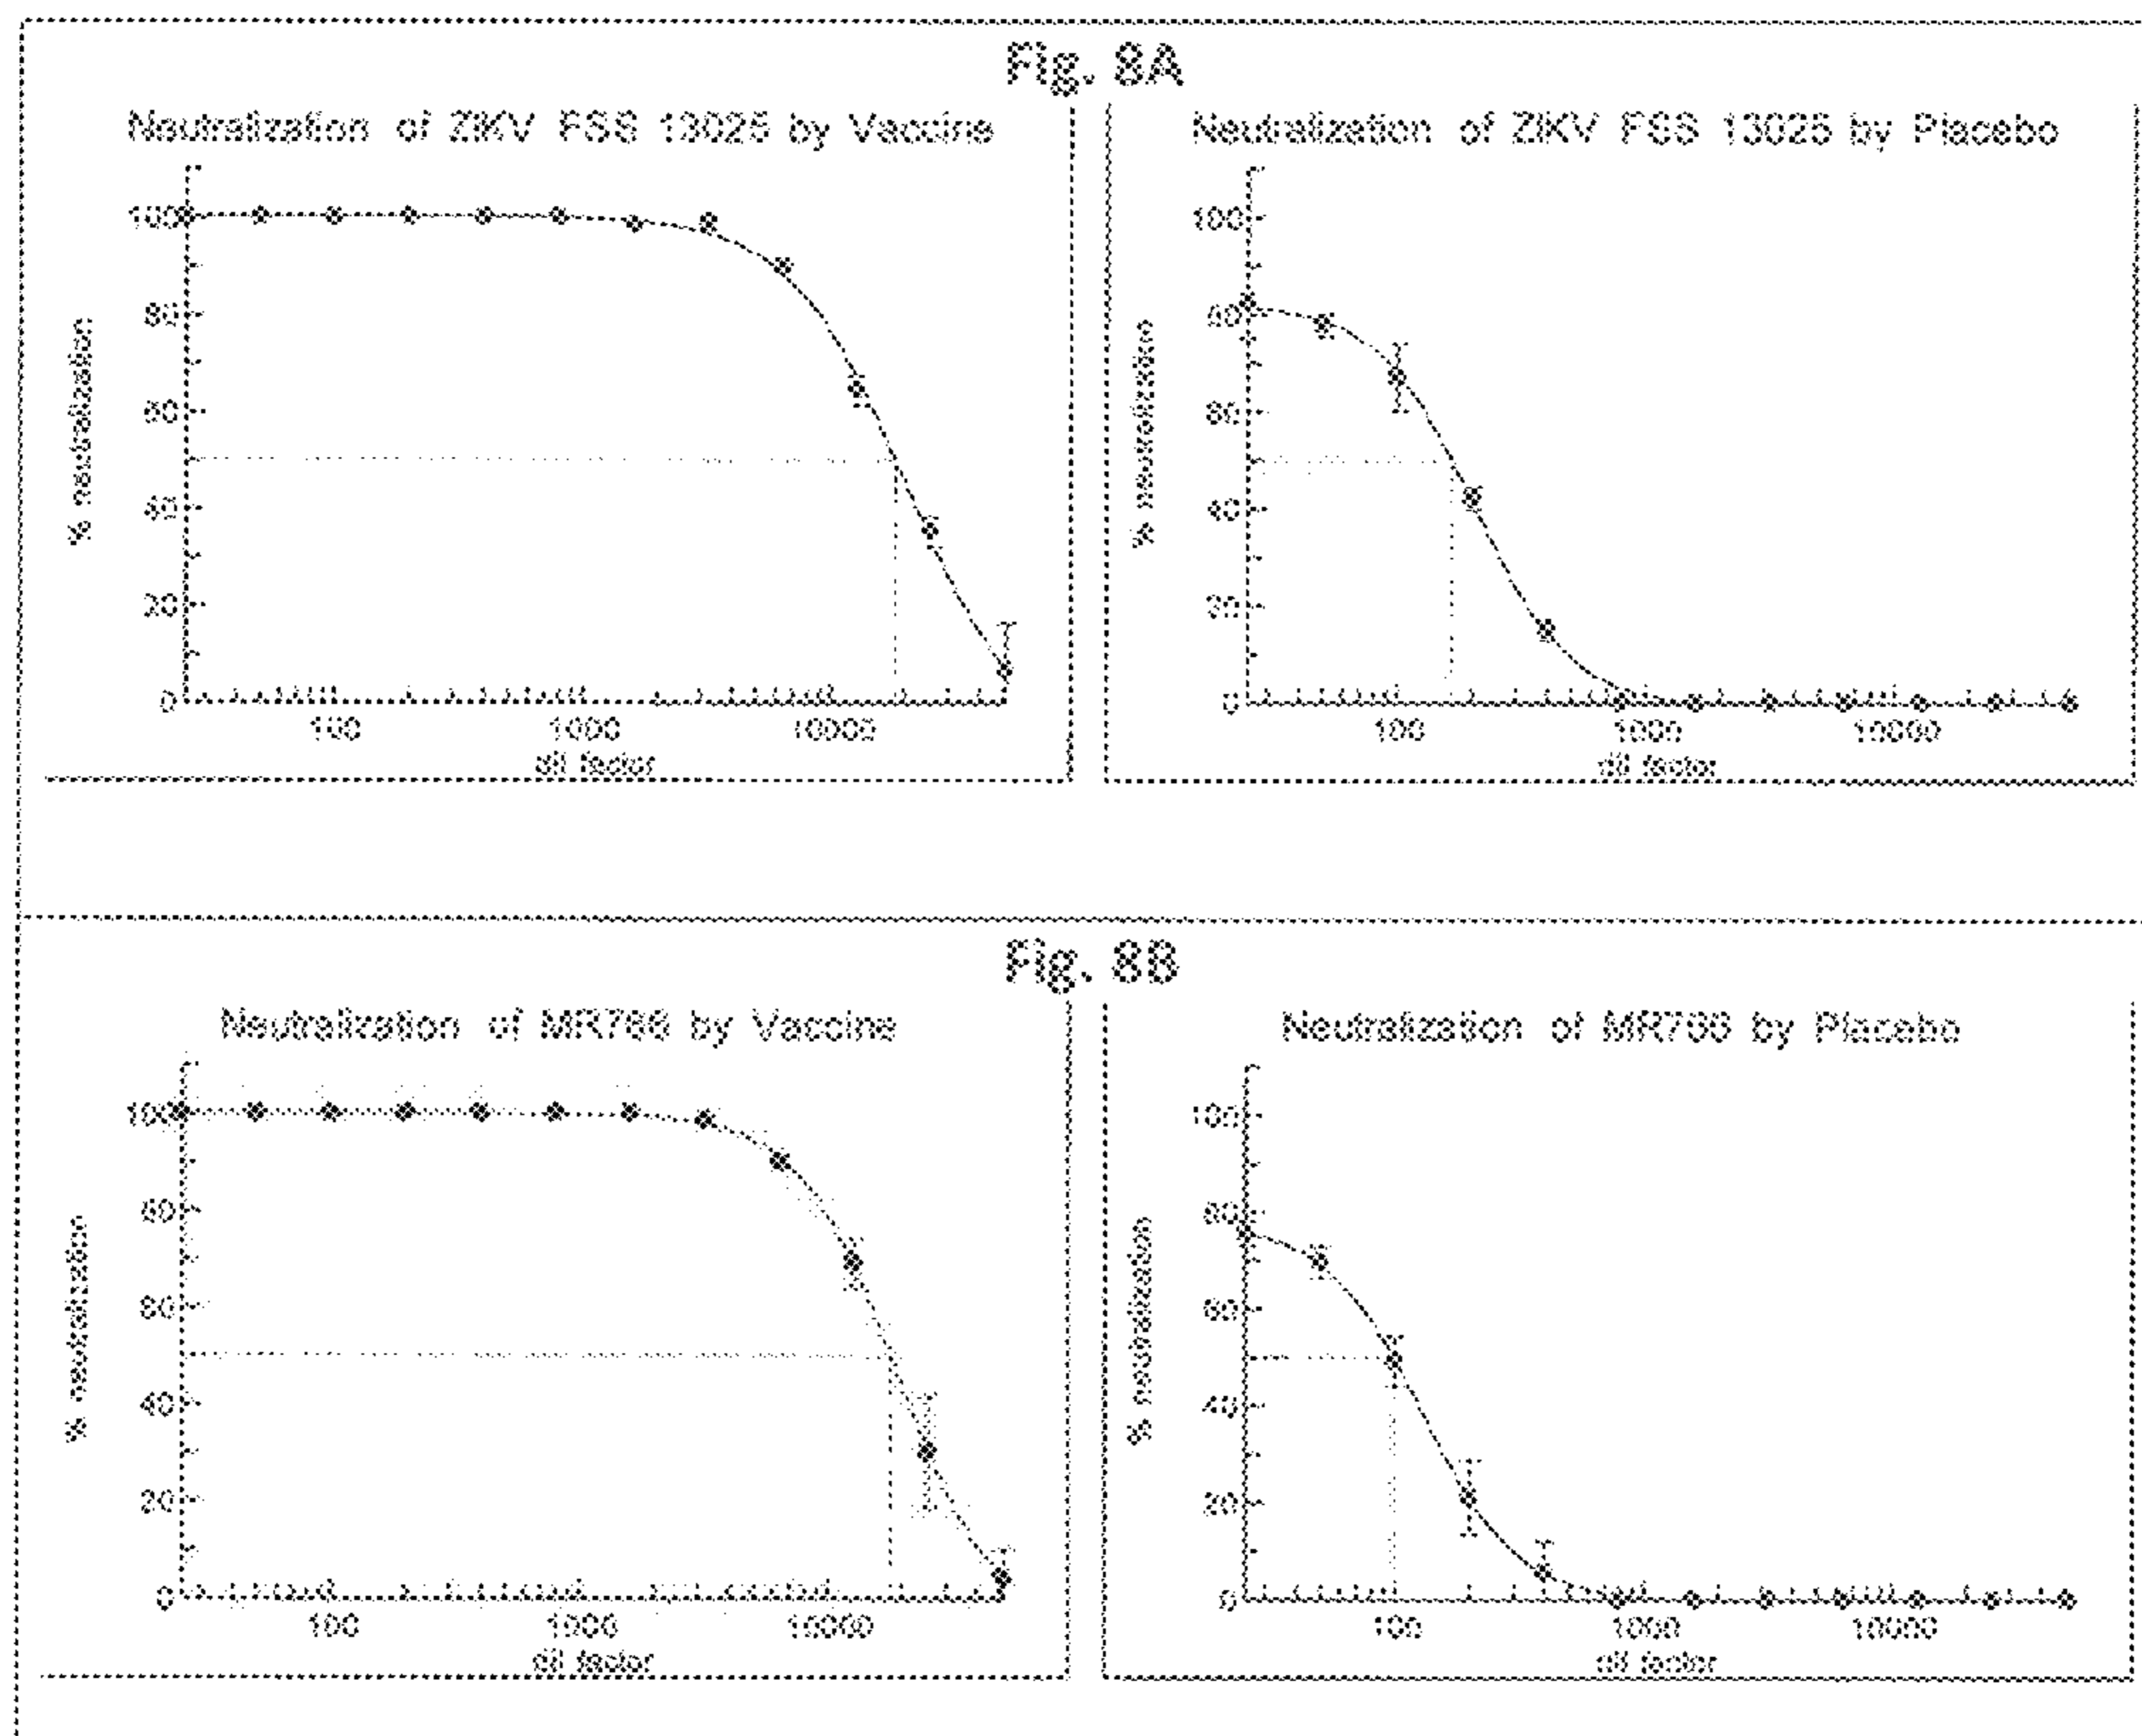 Fig. 8A
Neutralization of ZIKV FSS 13025 by Vaccine
100
80
60
40
20
0
% neutralization
100 1000 10000
dil factor
Neutralization of ZIKV FSS 13025 by Placebo
100
80
60
40
20
0
% neutralization
100 1000 10000
dil factor
Fig. 8B
Neutralization of MR766 by Vaccine
100
80
60
40
20
0
% neutralization
100 1000 10000
dil factor
Neutralization of MR766 by Placebo
100
80
60
40
20
0
% neutralization
100 1000 10000
dil factor